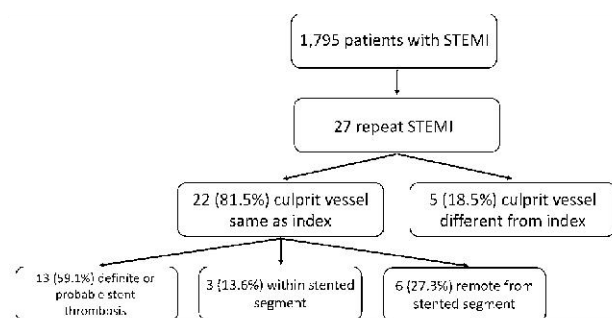 1,795 patients with STEMI
27 repeat STEMI
22 (81.5%) culprit vessel
same as index
5 (18.5%) culprit vessel
different from index
13 (59.1%) definite or
probable stent
thrombosis
3 (13.6%) within stented
segment
6 (27.3%) remote from
stented segment